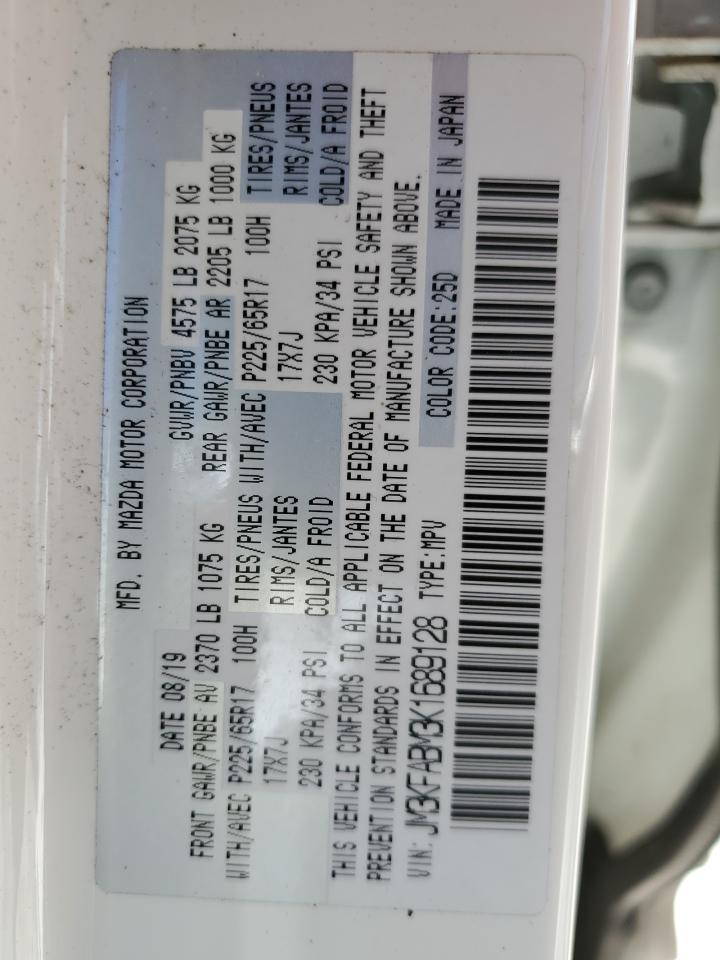 MFD. BY MAZDA MOTOR CORPORATION
DATE 08/19 GVWR/PNBV 4575 LB 2075 KG
FRONT GAWR/PNBE AV 2370 LB 1075 KG REAR GAWR/PNBE AR 2205 LB 1000 KG
WITH/AVEC P225/65R17 100H TIRES/PNEUS WITH/AVEC P225/65R17 100H TIRES/PNEUS
17X7J RIMS/JANTES 17X7J RIMS/JANTES
230 KPA/34 PSI COLD/A FROID 230 KPA/34 PSI COLD/A FROID
THIS VEHICLE CONFORMS TO ALL APPLICABLE FEDERAL MOTOR VEHICLE SAFETY AND THEFT
PREVENTION STANDARDS IN EFFECT ON THE DATE OF MANUFACTURE SHOWN ABOVE.
VIN: JM3KFABM3K1689128 TYPE:MPV COLOR CODE:25D MADE IN JAPAN